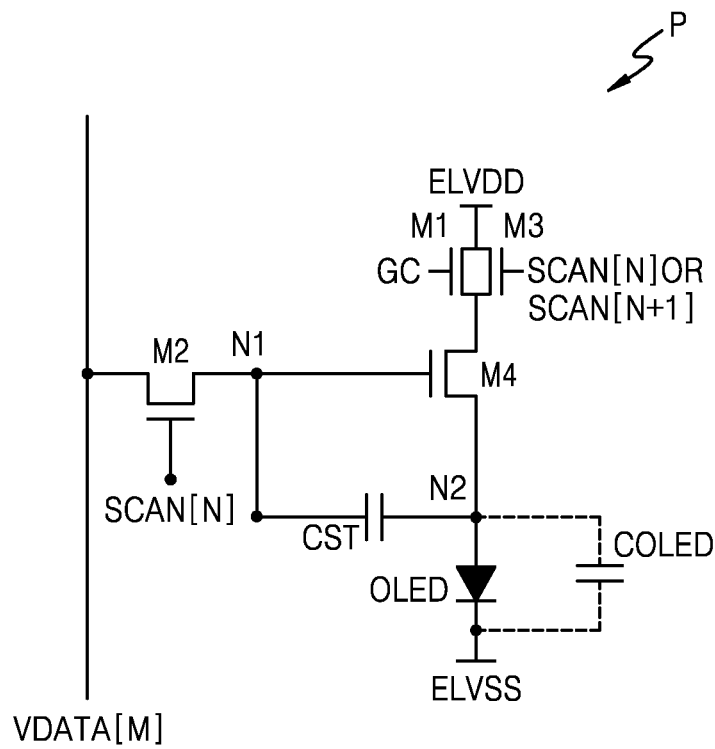 P
ELVDD
M1
M3
GC
SCAN[N]OR
SCAN[N+1]
M2
N1
M4
SCAN[N]
N2
CST
COLED
OLED
ELVSS
VDATA[M]